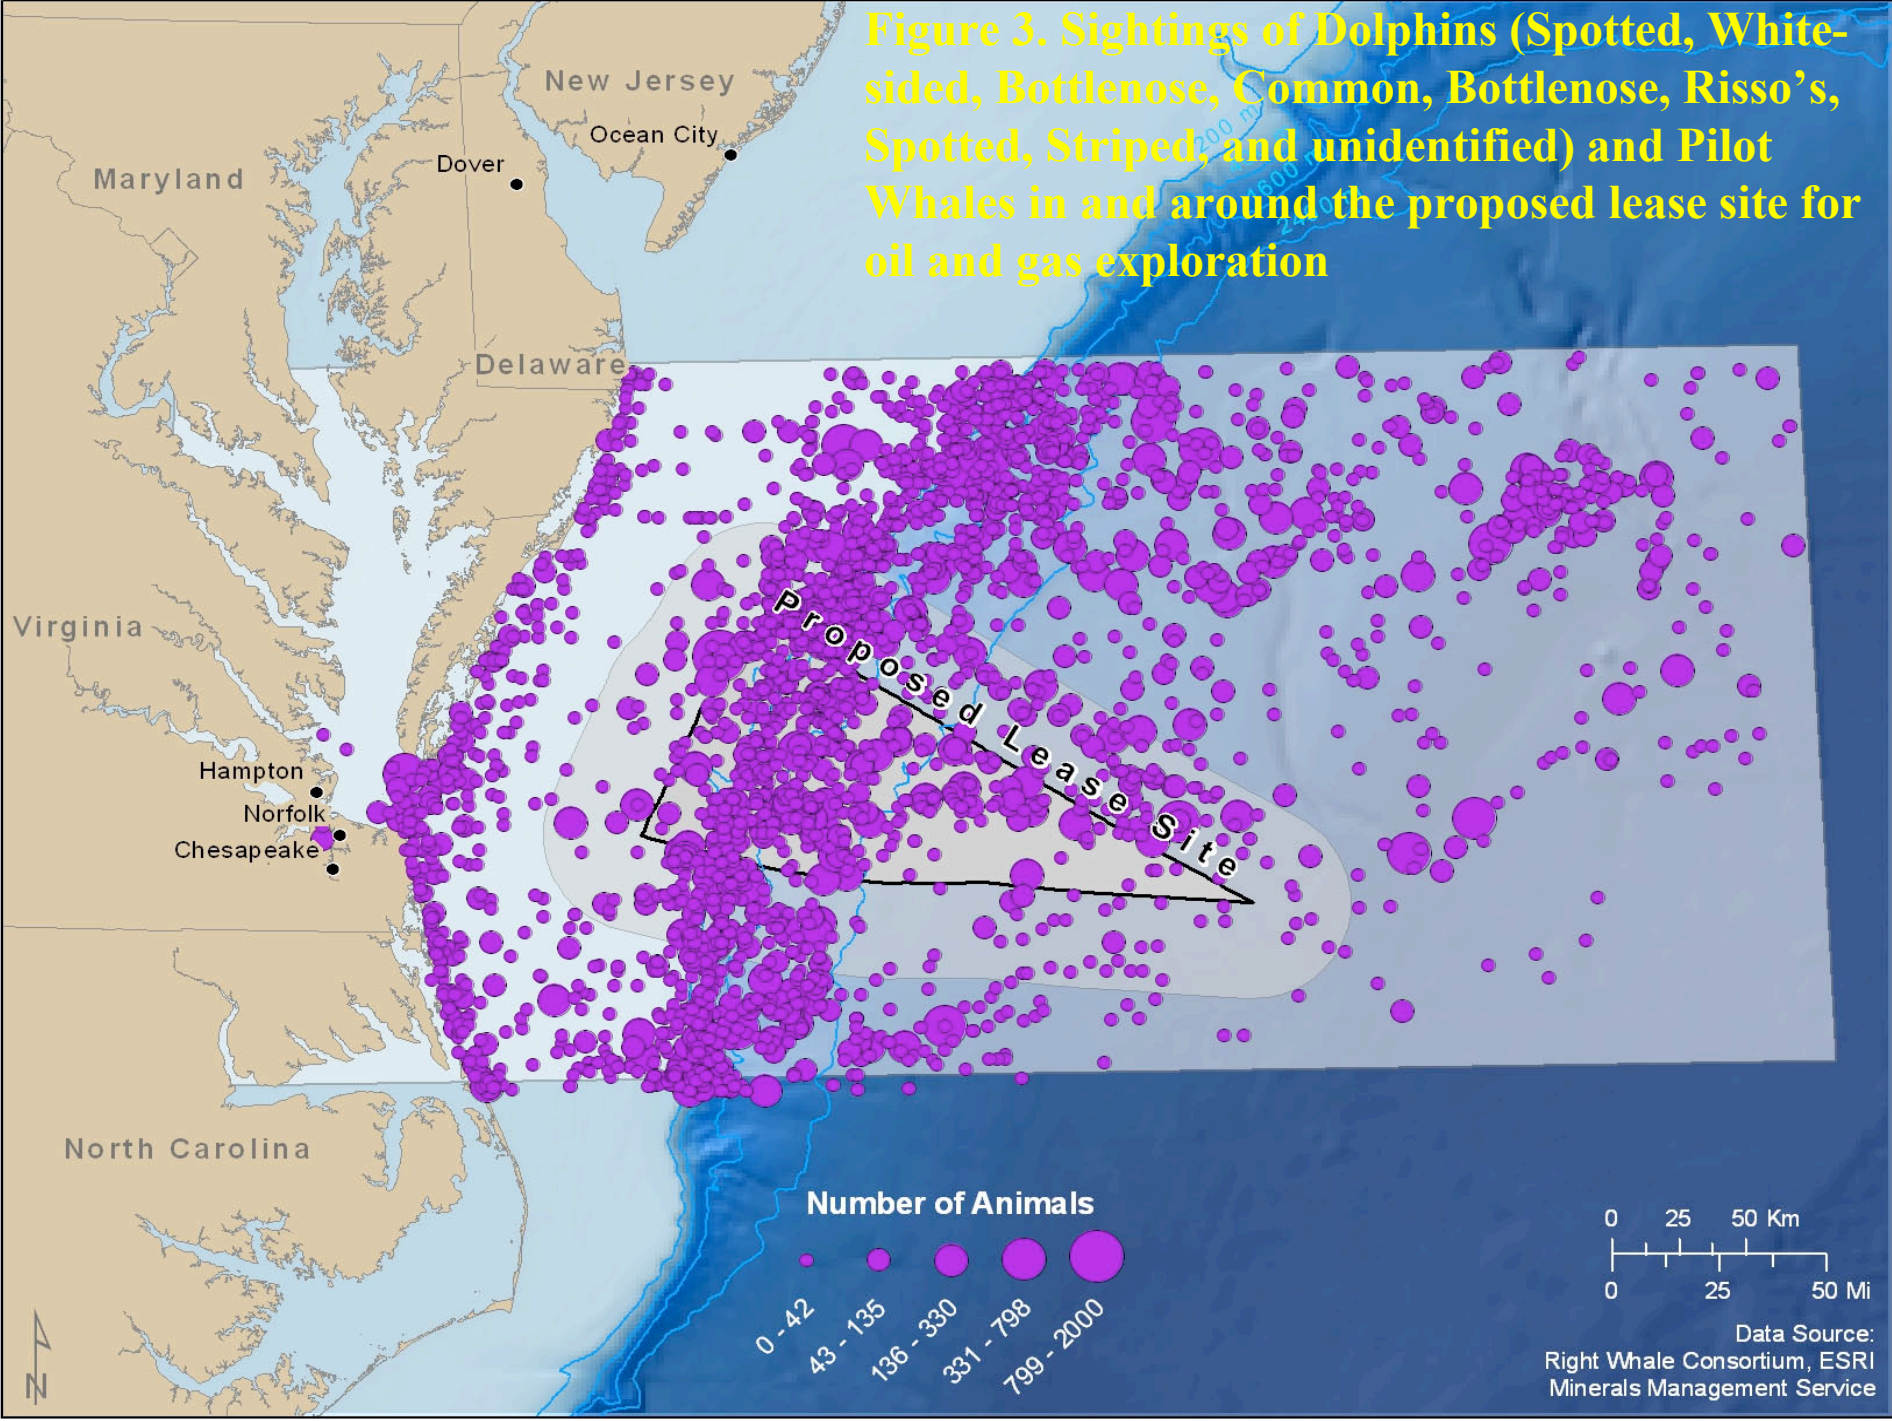 Figure 3. Sightings of Dolphins (Spotted, White-
sided, Bottlenose, Common, Bottlenose, Risso's,
Spotted, Striped, and unidentified) and Pilot
Whales in and around the proposed lease site for
oil and gas exploration
New Jersey
Ocean City
Dover
Maryland
200 m
1600 m
2400 m
Delaware
Virginia
Proposed Lease Site
Hampton
Norfolk
Chesapeake
North Carolina
Number of Animals
0 - 42
43 - 135
136 - 330
331 - 798
799 - 2000
0 25 50 Km
0 25 50 Mi
Data Source:
Right Whale Consortium, ESRI
Minerals Management Service
N